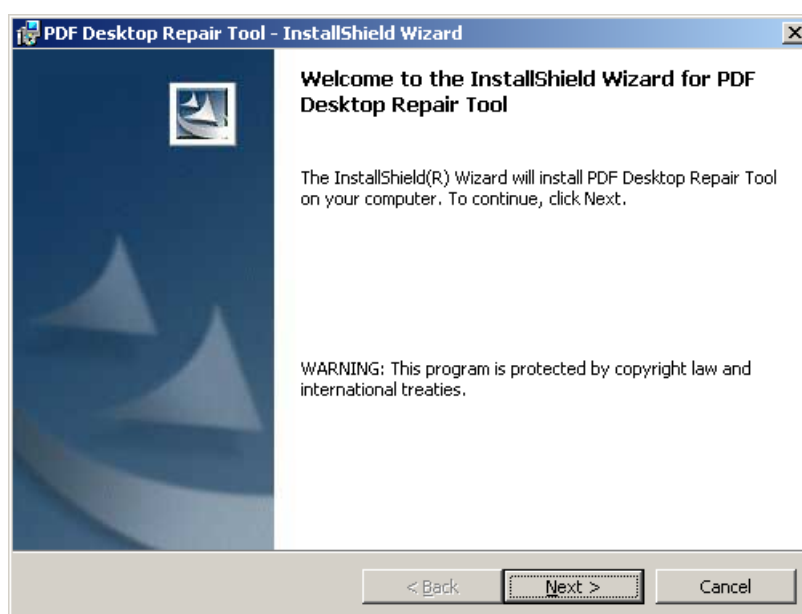 PDF Desktop Repair Tool - InstallShield Wizard
Welcome to the InstallShield Wizard for PDF
Desktop Repair Tool
The InstallShield(R) Wizard will install PDF Desktop Repair Tool
on your computer. To continue, click Next.
WARNING: This program is protected by copyright law and
international treaties.
< Back Next > Cancel